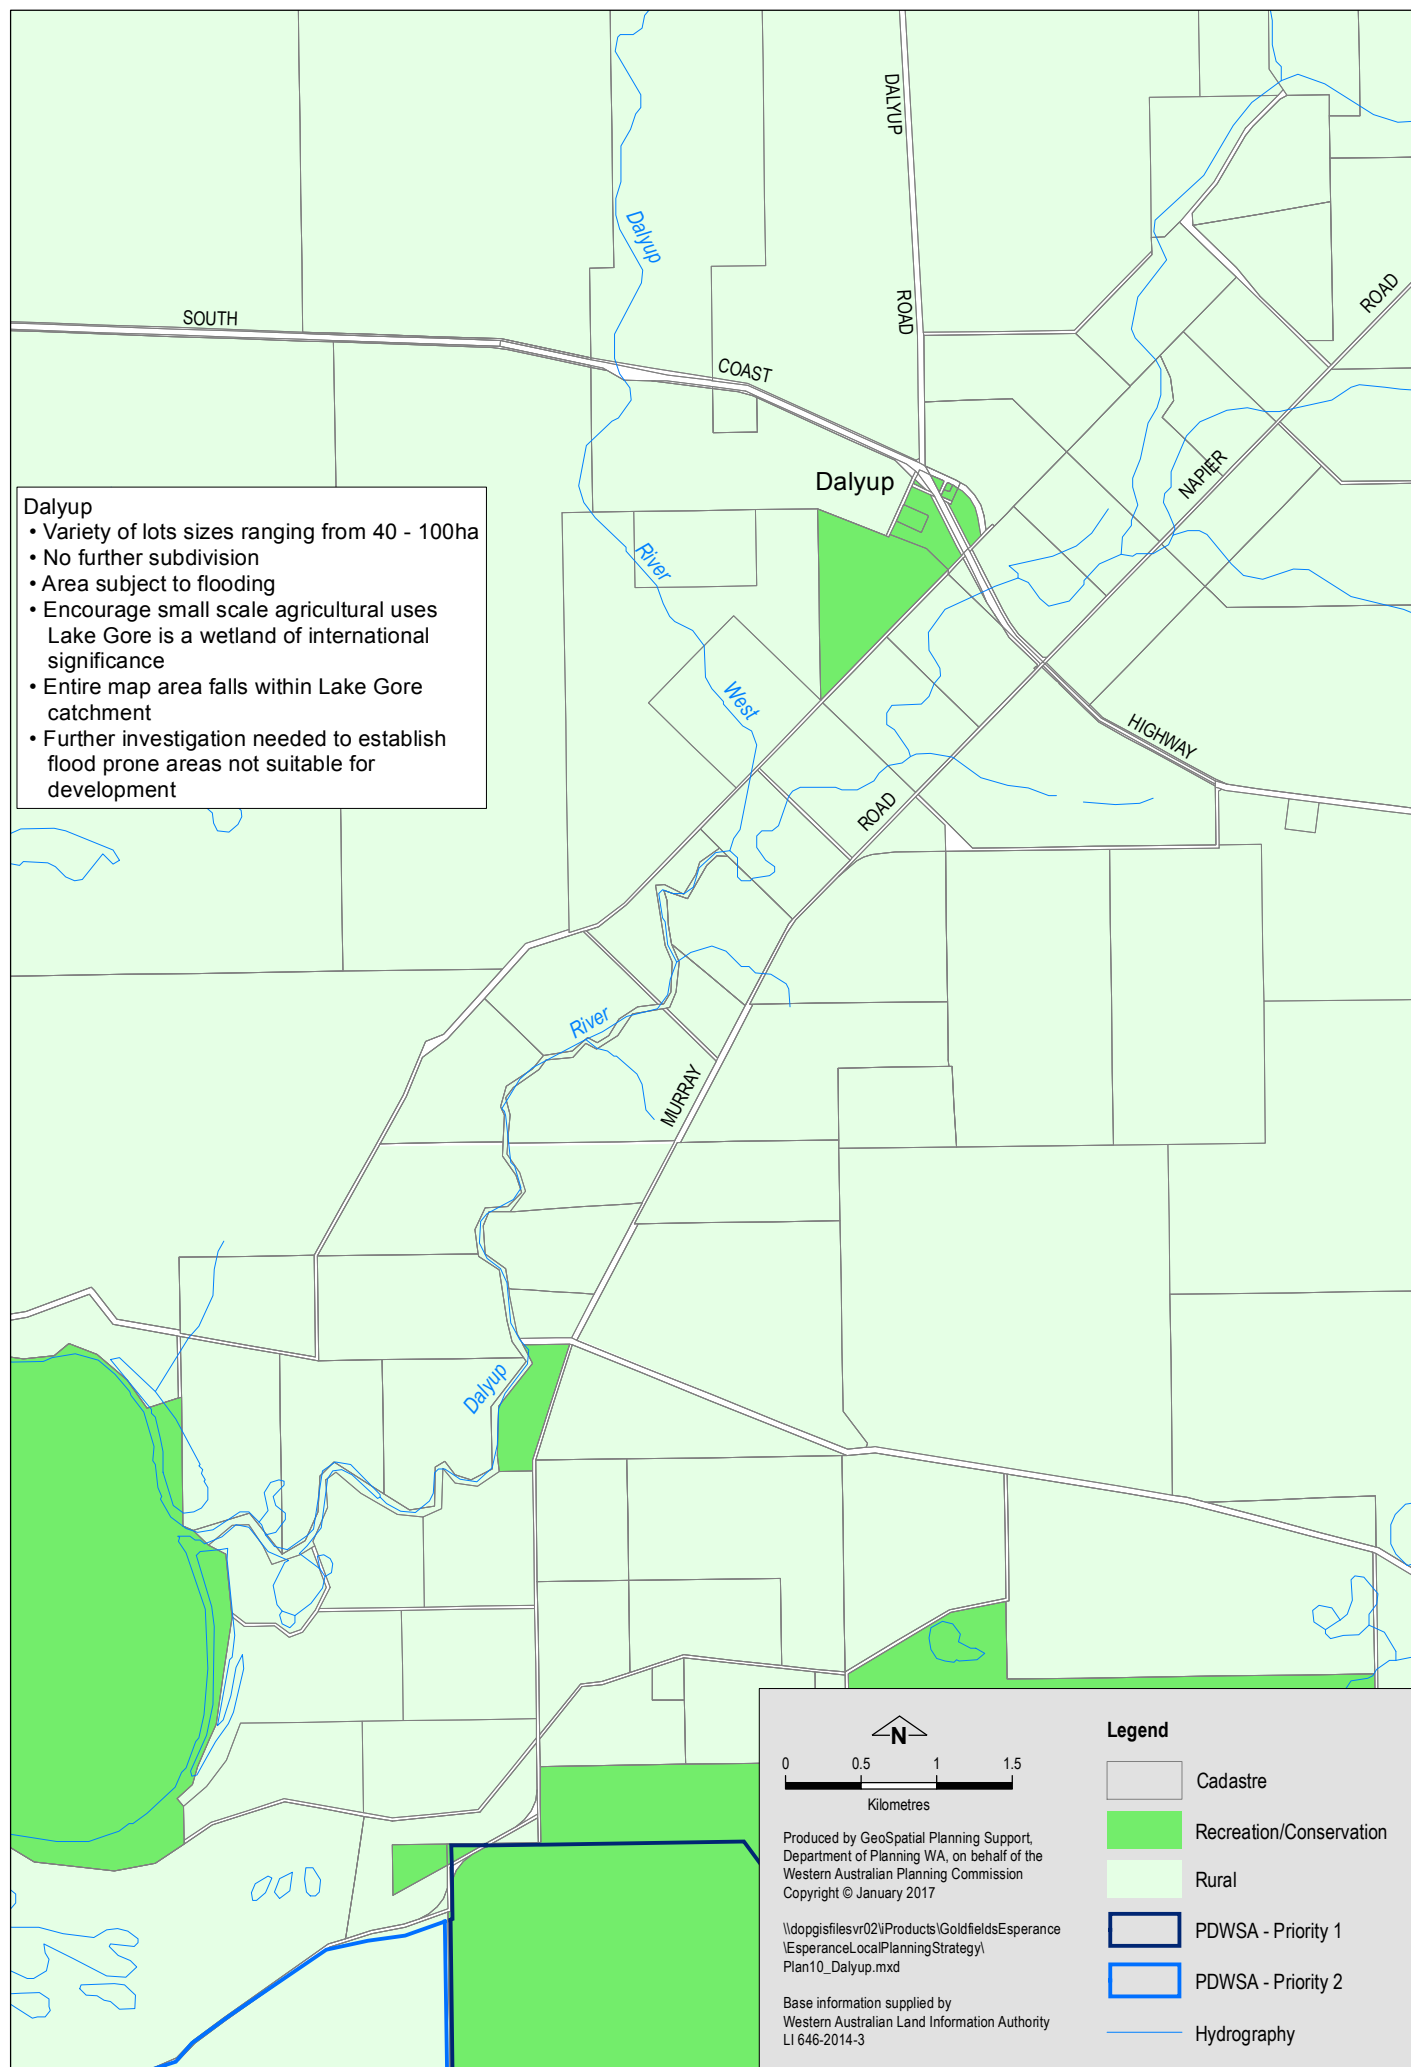 DALYUP
ROAD
Dalyup
SOUTH
COAST
ROAD
NAPIER
Dalyup
Dalyup
• Variety of lots sizes ranging from 40 - 100ha
• No further subdivision
• Area subject to flooding
• Encourage small scale agricultural uses
Lake Gore is a wetland of international
significance
• Entire map area falls within Lake Gore
catchment
• Further investigation needed to establish
flood prone areas not suitable for
development
River
West
HIGHWAY
ROAD
River
MURRAY
Dalyup
N
0 0.5 1 1.5
Kilometres
Produced by GeoSpatial Planning Support,
Department of Planning WA, on behalf of the
Western Australian Planning Commission
Copyright © January 2017
\\dopgisfilesvr02\iProducts\GoldfieldsEsperance
\EsperanceLocalPlanningStrategy\
Plan10_Dalyup.mxd
Base information supplied by
Western Australian Land Information Authority
LI 646-2014-3
Legend
Cadastre
Recreation/Conservation
Rural
PDWSA - Priority 1
PDWSA - Priority 2
Hydrography